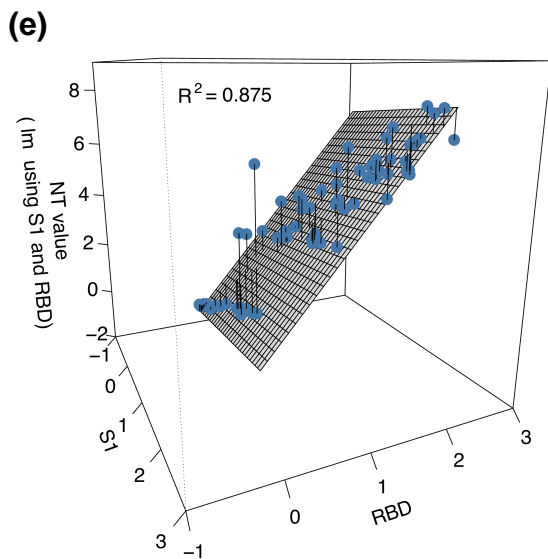 (e)
R² = 0.875
8
6
4
2
0
−2
NT value
( lm using S1 and RBD)
−1
0
1
2
3
S1
−1
0
1
2
3
RBD